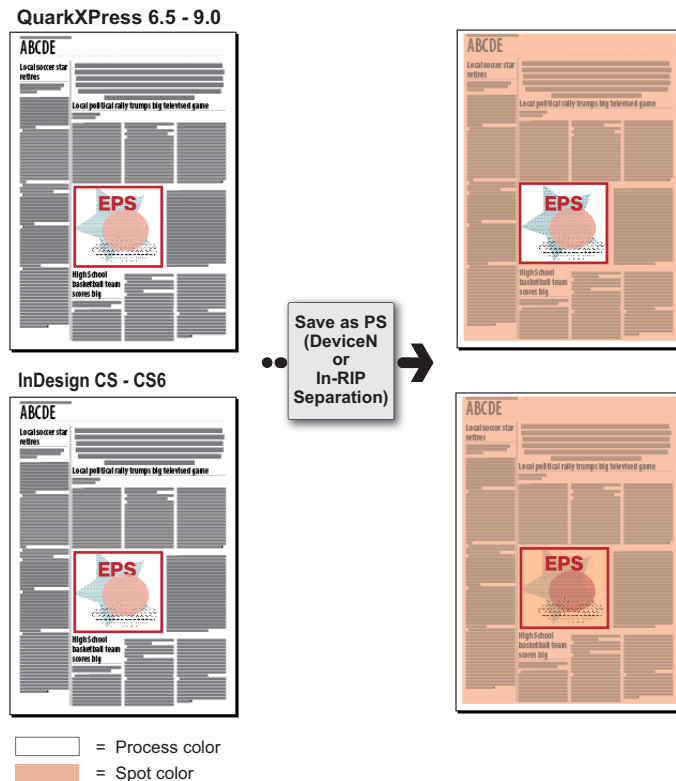 QuarkXPress 6.5 - 9.0
ABCDE
Local soccer star
retires
Local political rally trumps big televised game
EPS
High School
basketball team
scores big
ABCDE
Local soccer star
retires
Local political rally trumps big televised game
EPS
High School
basketball team
scores big
Save as PS
(DeviceN
or
In-RIP
Separation)
InDesign CS - CS6
ABCDE
Local soccer star
retires
Local political rally trumps big televised game
EPS
High School
basketball team
scores big
ABCDE
Local soccer star
retires
Local political rally trumps big televised game
EPS
High School
basketball team
scores big
= Process color
= Spot color